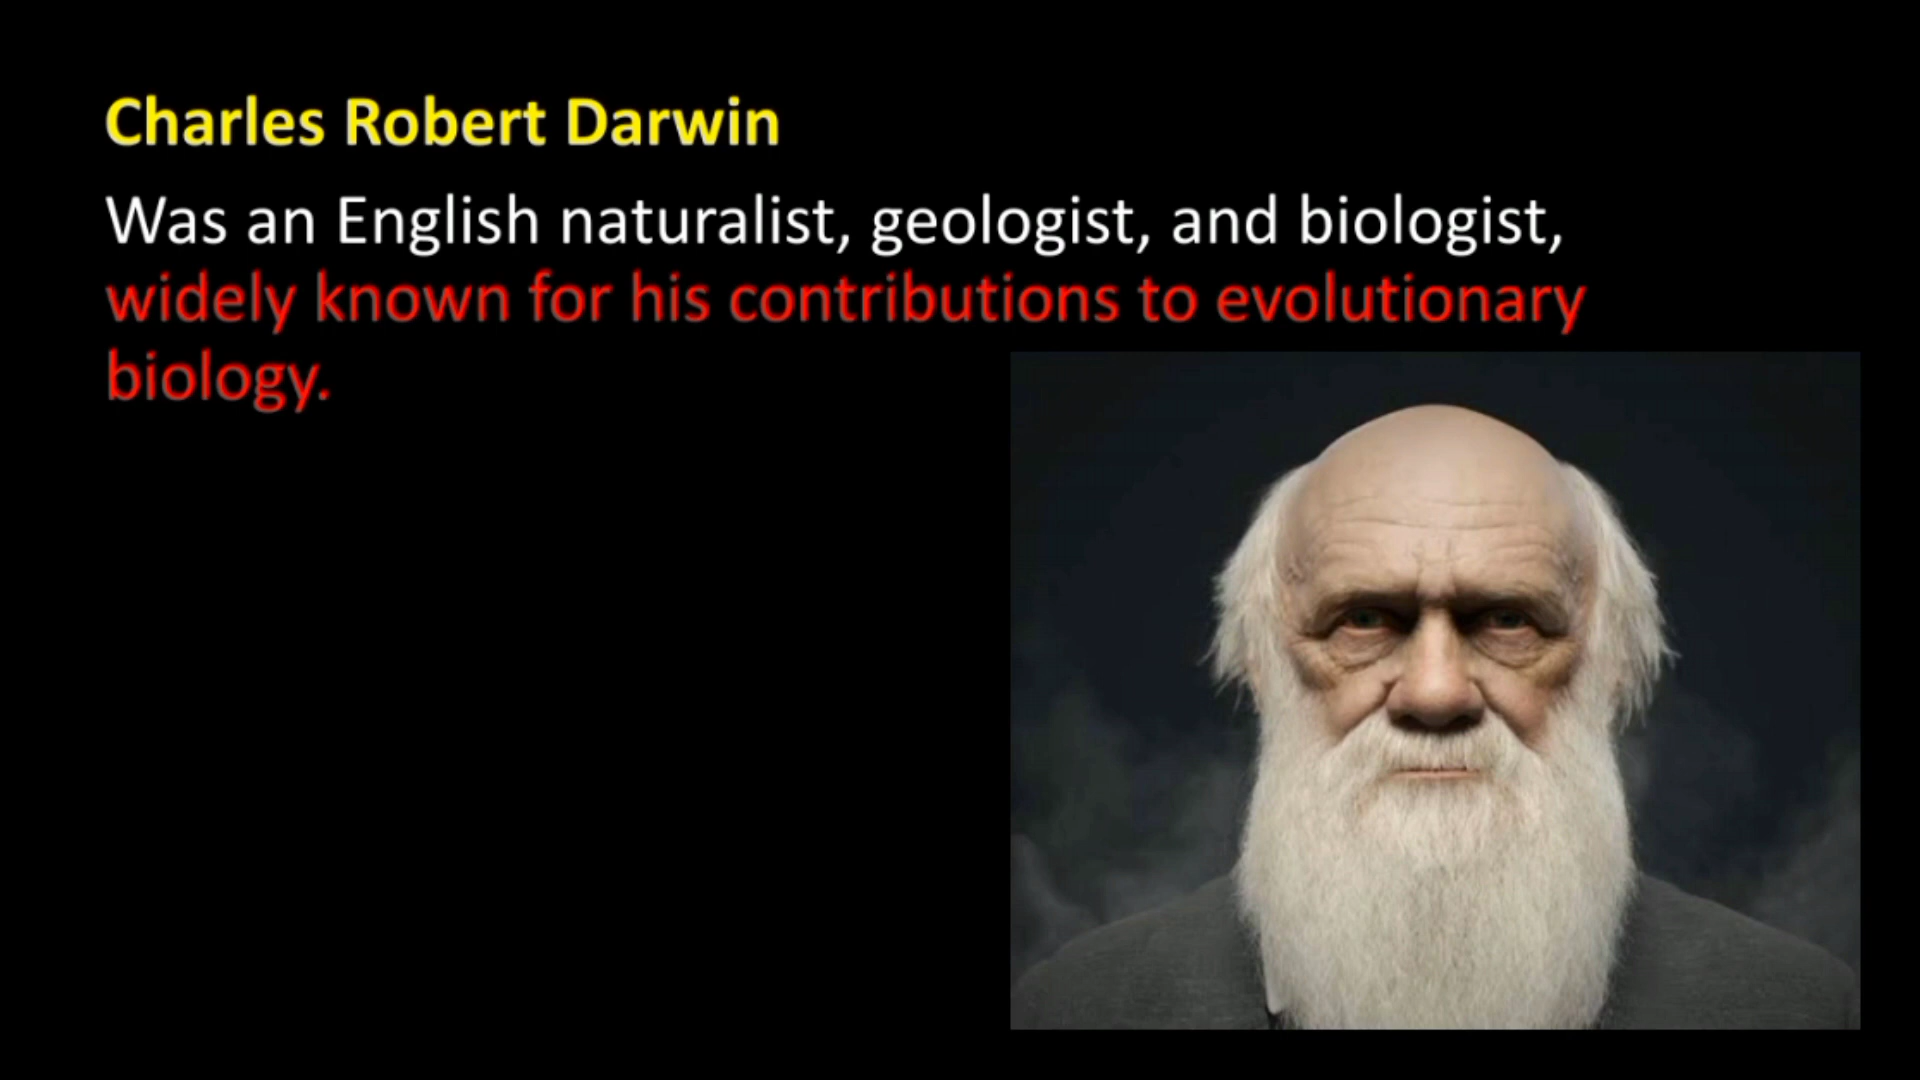 Charles Robert Darwin
Was an English naturalist, geologist, and biologist,
widely known for his contributions to evolutionary
biology.